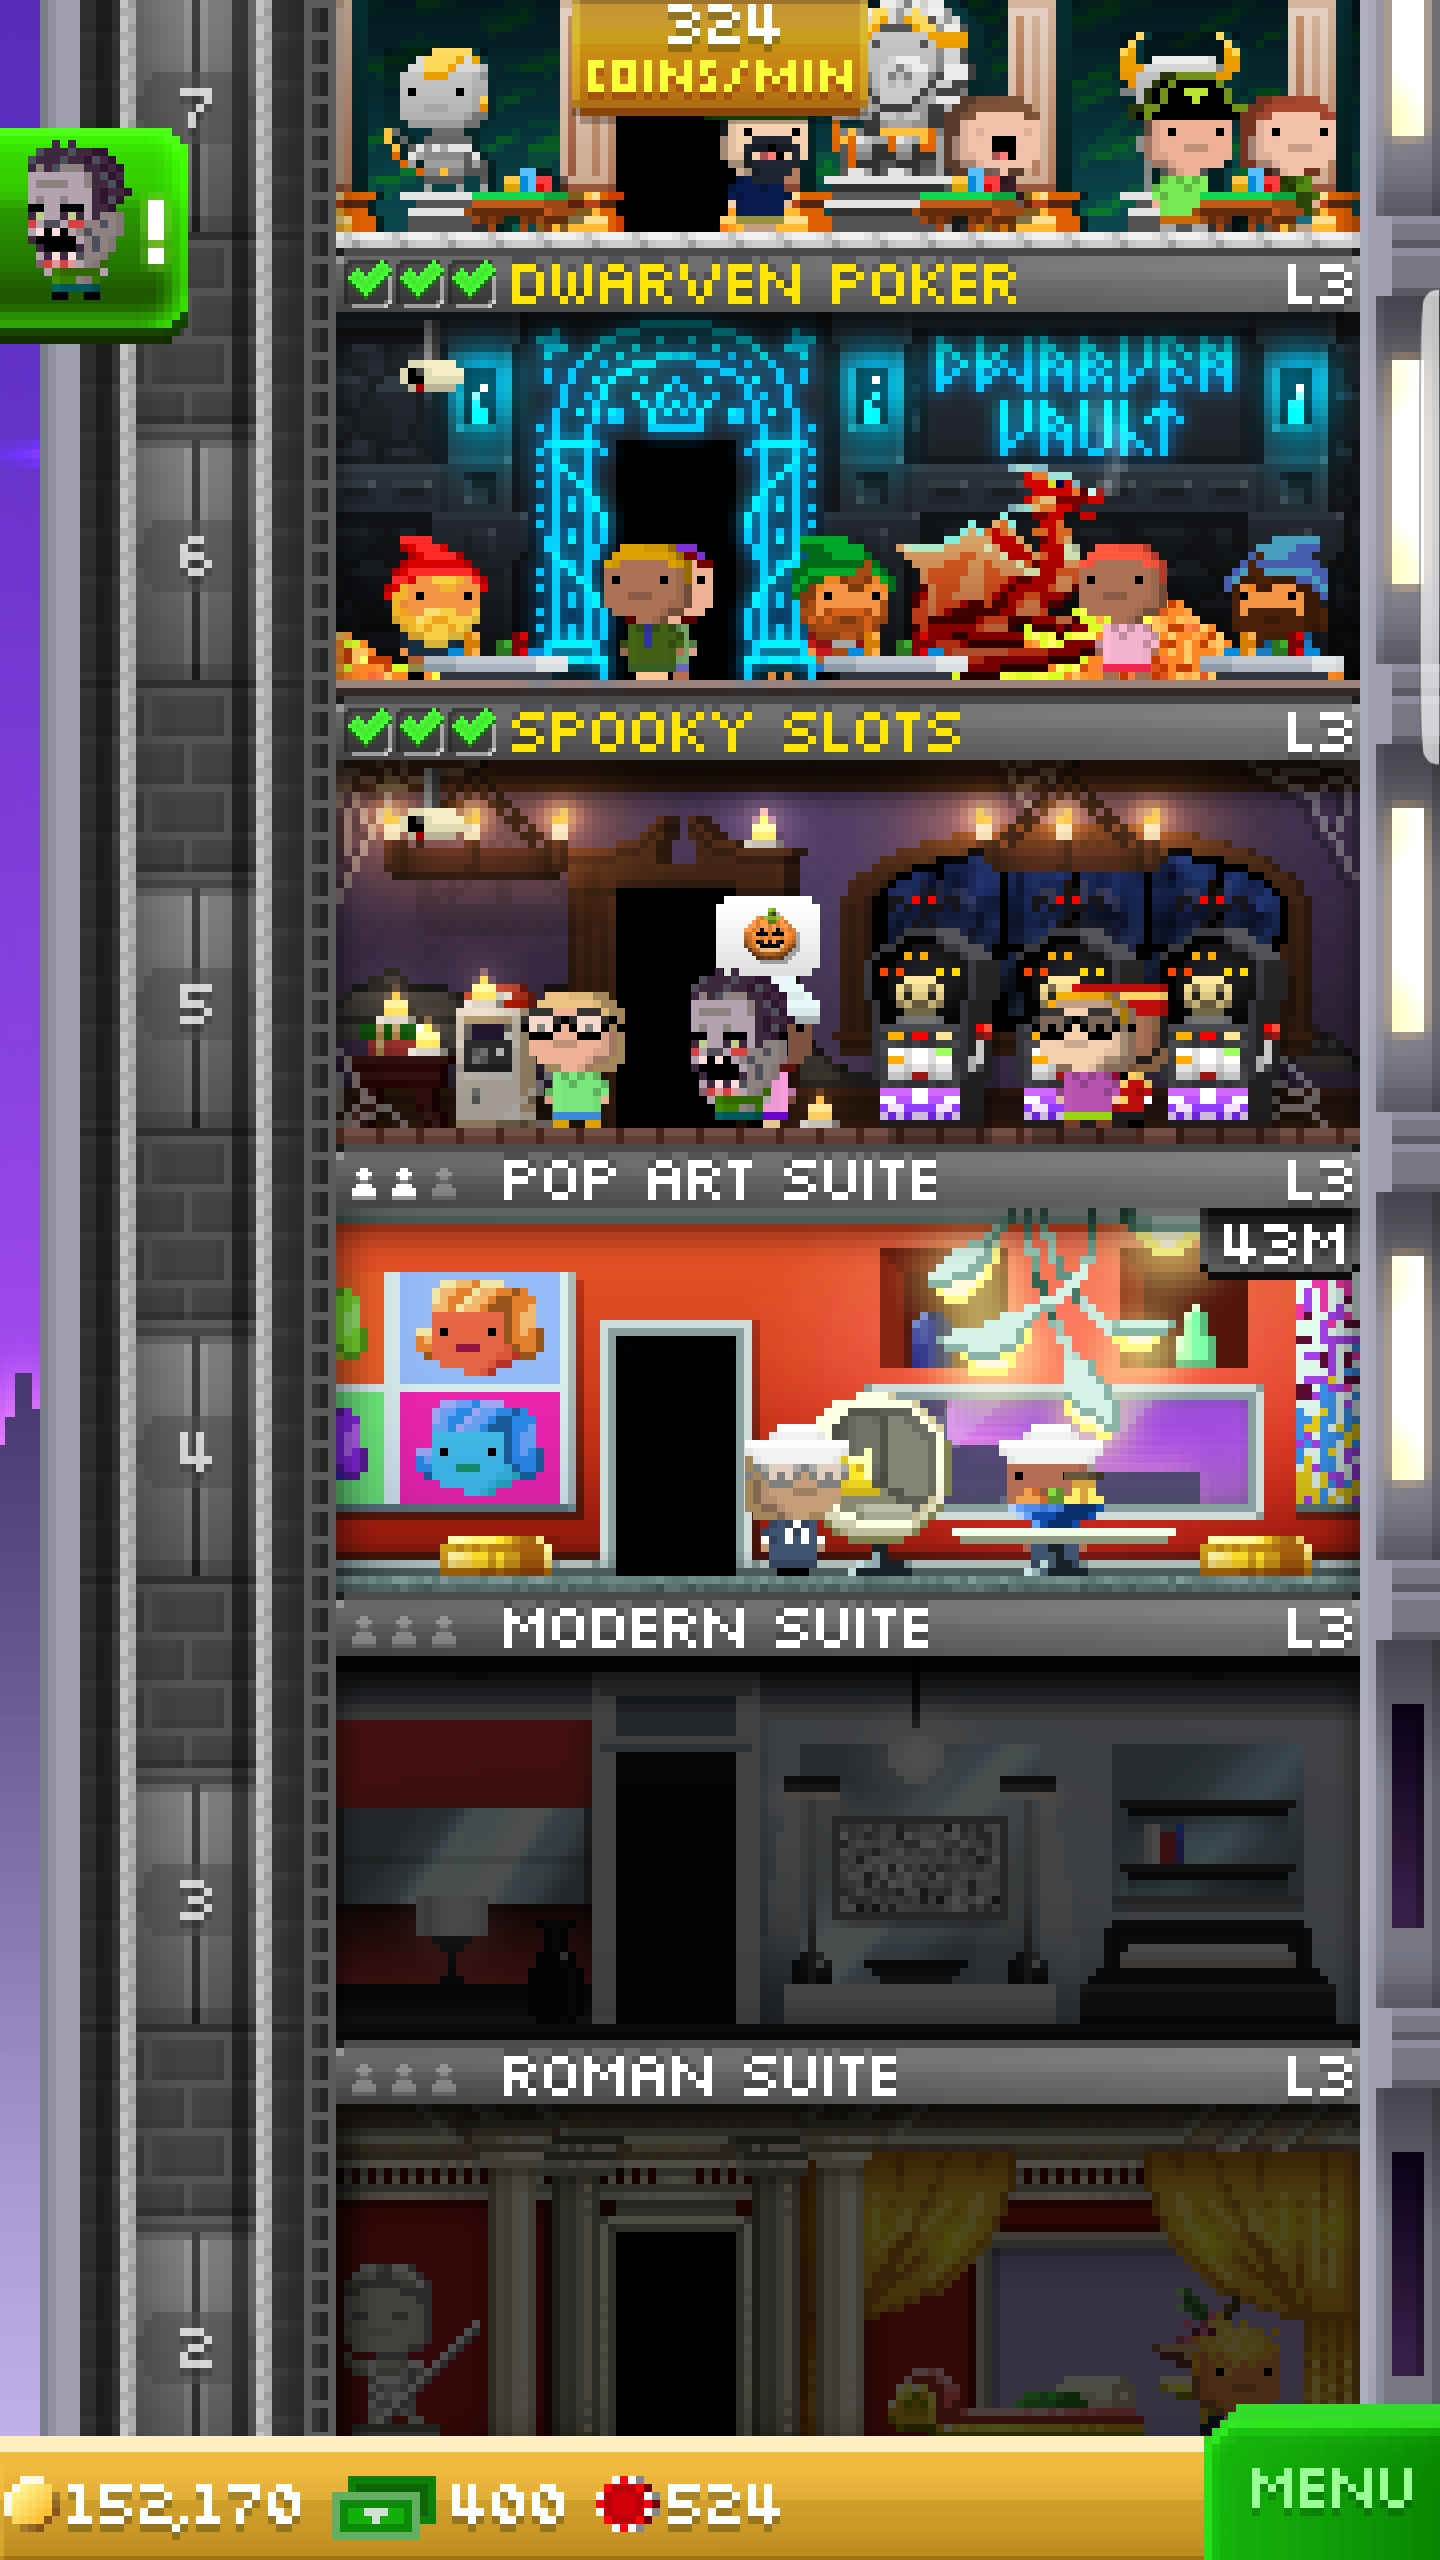 324
COINS/MIN
7
!
DWARVEN POKER L3
DWARVEN
VAULT
6
SPOOKY SLOTS L3
5
POP ART SUITE L3
43M
4
MODERN SUITE L3
3
ROMAN SUITE L3
2
152,170 400 524
MENU